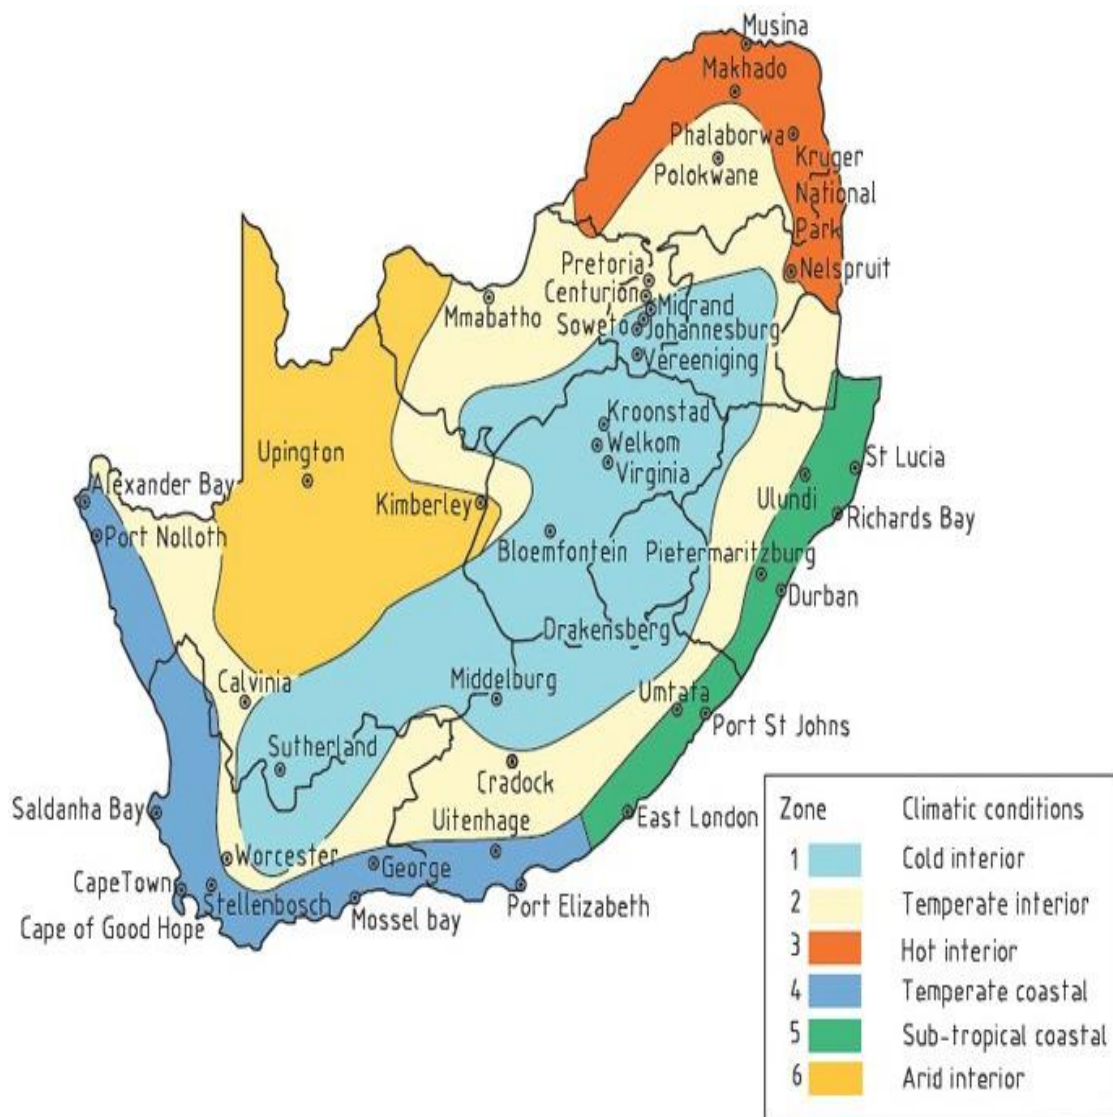 Musina
Makhado
Phalaborwa
Kruger
National
Park
Polokwane
Nelspruit
Pretoria
Centurion
Midrand
Mmabatho
Soweto
Johannesburg
Vereeniging
Kroonstad
Welkom
Virginia
Upington
Kimberley
Alexander Bay
Port Nolloth
St Lucia
Ulundi
Richards Bay
Bloemfontein
Pietermaritzburg
Durban
Drakensberg
Calvinia
Middelburg
Umtata
Port St Johns
Sutherland
Cradock
Saldanha Bay
Uitenhage
East London
Worcester
George
CapeTown
Stellenbosch
Mossel bay
Port Elizabeth
Cape of Good Hope
Zone Climatic conditions
1 Cold interior
2 Temperate interior
3 Hot interior
4 Temperate coastal
5 Sub-tropical coastal
6 Arid interior